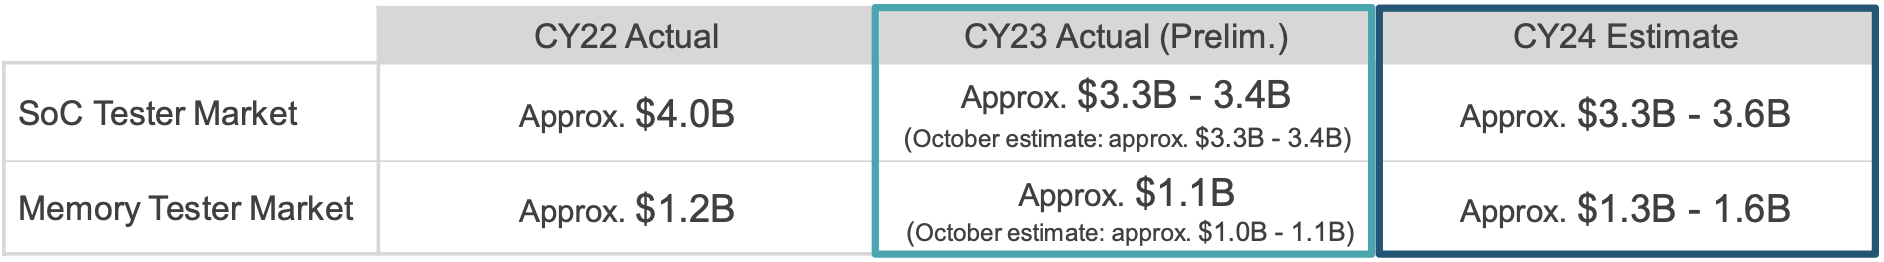 CY22 Actual
CY23 Actual (Prelim.)
CY24 Estimate
SoC Tester Market
Approx. $4.0B
Approx. $3.3B - 3.4B
(October estimate: approx. $3.3B - 3.4B)
Approx. $3.3B - 3.6B
Memory Tester Market
Approx. $1.2B
Approx. $1.1B
(October estimate: approx. $1.0B - 1.1B)
Approx. $1.3B - 1.6B